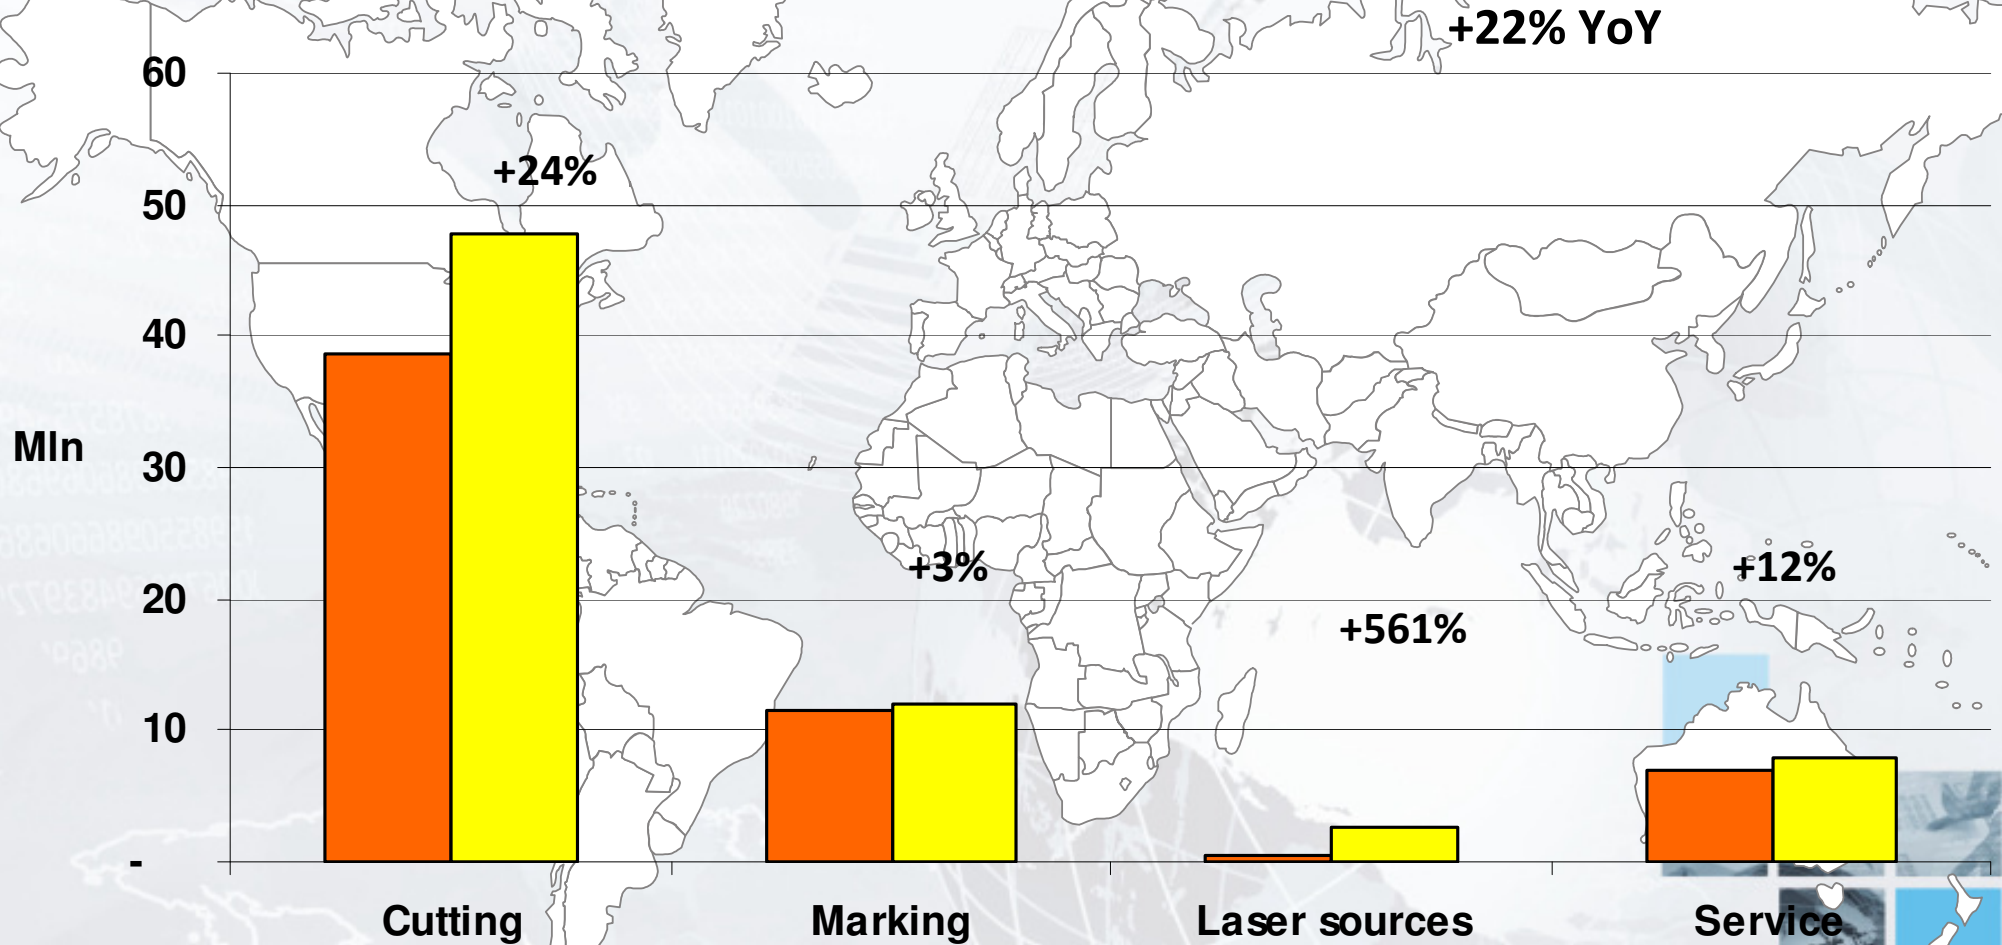 +22% YoY
60
+24%
50
40
Mln
30
+3%
+12%
20
+561%
10
-
Cutting
Marking
Laser sources
Service